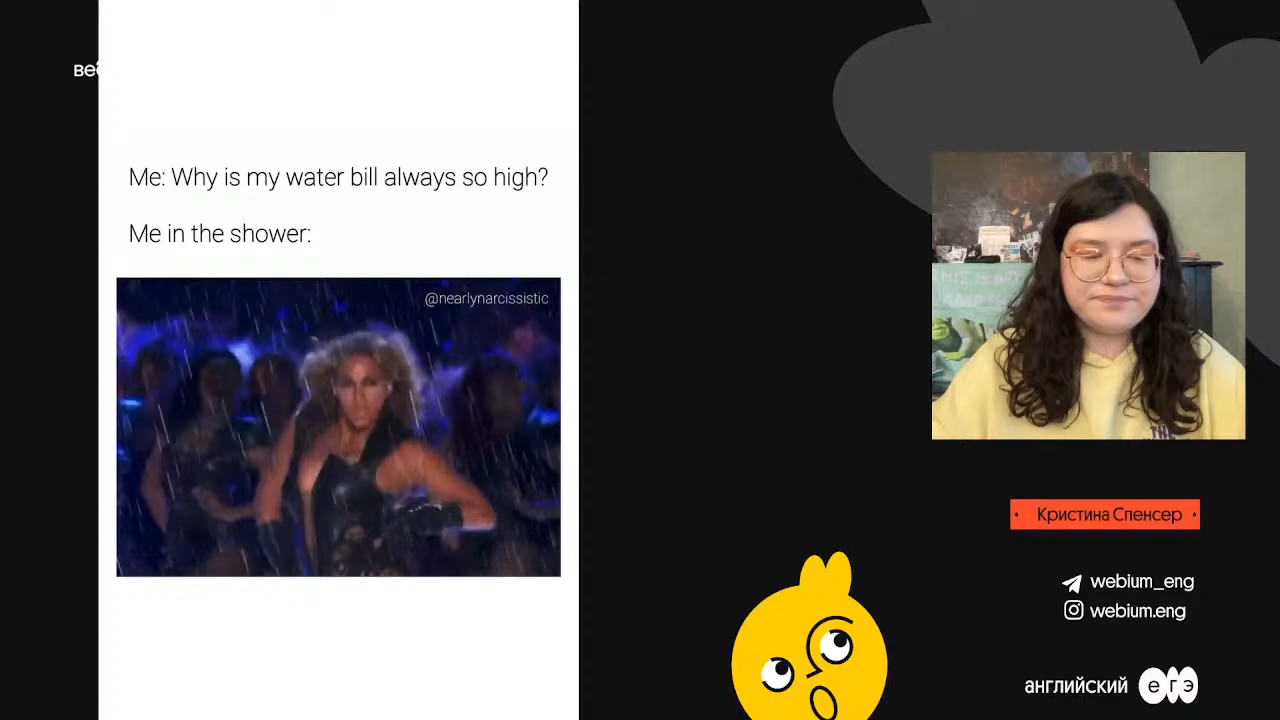 Me: Why is my water bill always so high?
Me in the shower:
@nearlynarcissistic
Кристина Спенсер
webium_eng
webium.eng
английский егэ